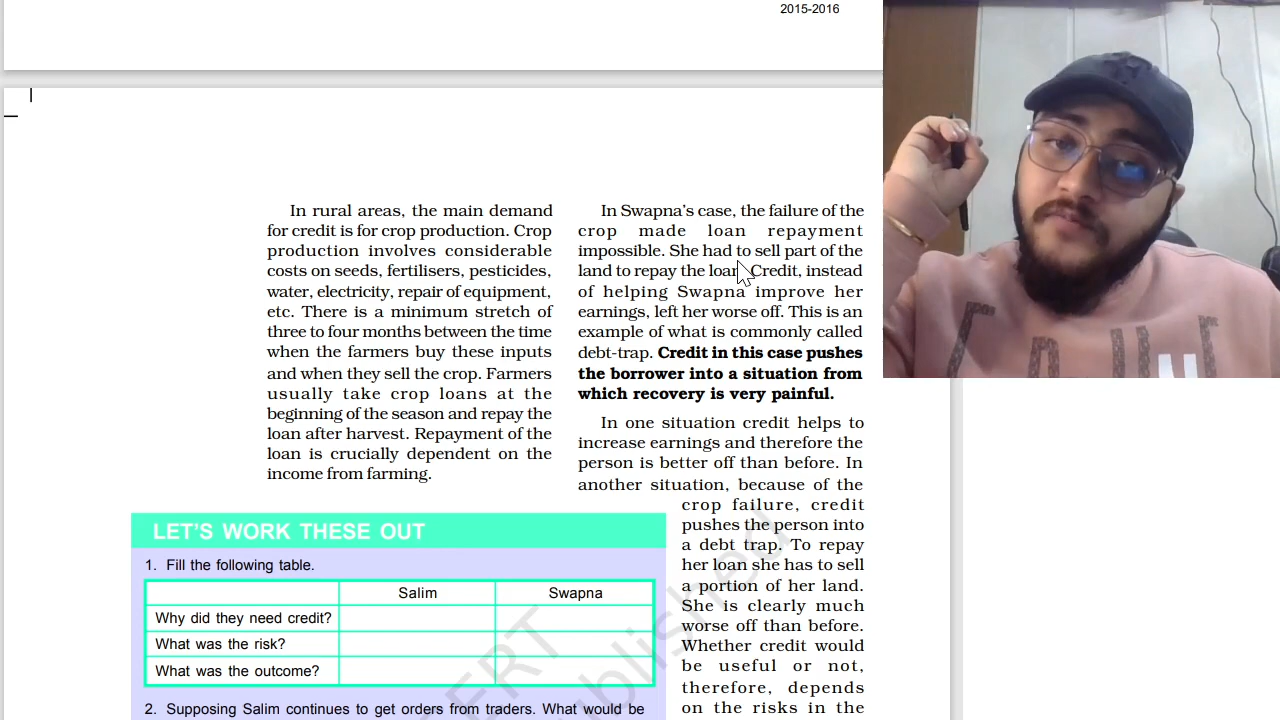 2015-2016
In rural areas, the main demand
for credit is for crop production. Crop
production involves considerable
costs on seeds, fertilisers, pesticides,
water, electricity, repair of equipment,
etc. There is a minimum stretch of
three to four months between the time
when the farmers buy these inputs
and when they sell the crop. Farmers
usually take crop loans at the
beginning of the season and repay the
loan after harvest. Repayment of the
loan is crucially dependent on the
income from farming.
In Swapna's case, the failure of the
crop made loan repayment
impossible. She had to sell part of the
land to repay the loan. Credit, instead
of helping Swapna improve her
earnings, left her worse off. This is an
example of what is commonly called
debt-trap. Credit in this case pushes
the borrower into a situation from
which recovery is very painful.
In one situation credit helps to
increase earnings and therefore the
person is better off than before. In
another situation, because of the
crop failure, credit
pushes the person into
a debt trap. To repay
her loan she has to sell
a portion of her land.
She is clearly much
worse off than before.
Whether credit would
be useful or not,
therefore, depends
on the risks in the
LET'S WORK THESE OUT
1. Fill the following table.
Salim Swapna
Why did they need credit?
What was the risk?
What was the outcome?
2. Supposing Salim continues to get orders from traders. What would be